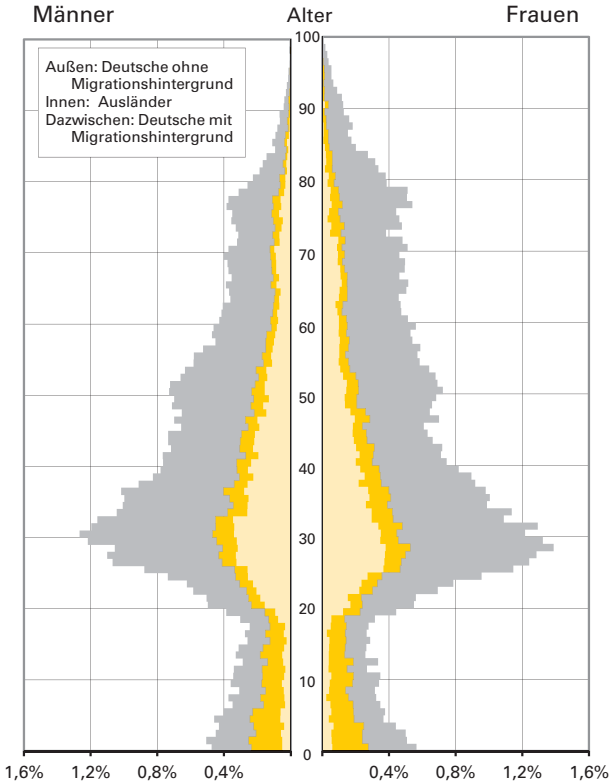 Männer Alter Frauen
Außen: Deutsche ohne
Migrationshintergrund
Innen: Ausländer
Dazwischen: Deutsche mit
Migrationshintergrund
100
90
80
70
60
50
40
30
20
10
0
1,6% 1,2% 0,8% 0,4% 0,4% 0,8% 1,2% 1,6%